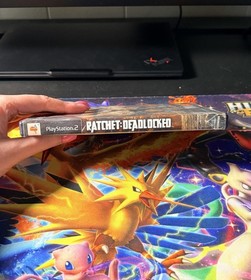 PlayStation 2
RATCHET: DEADLOCKED